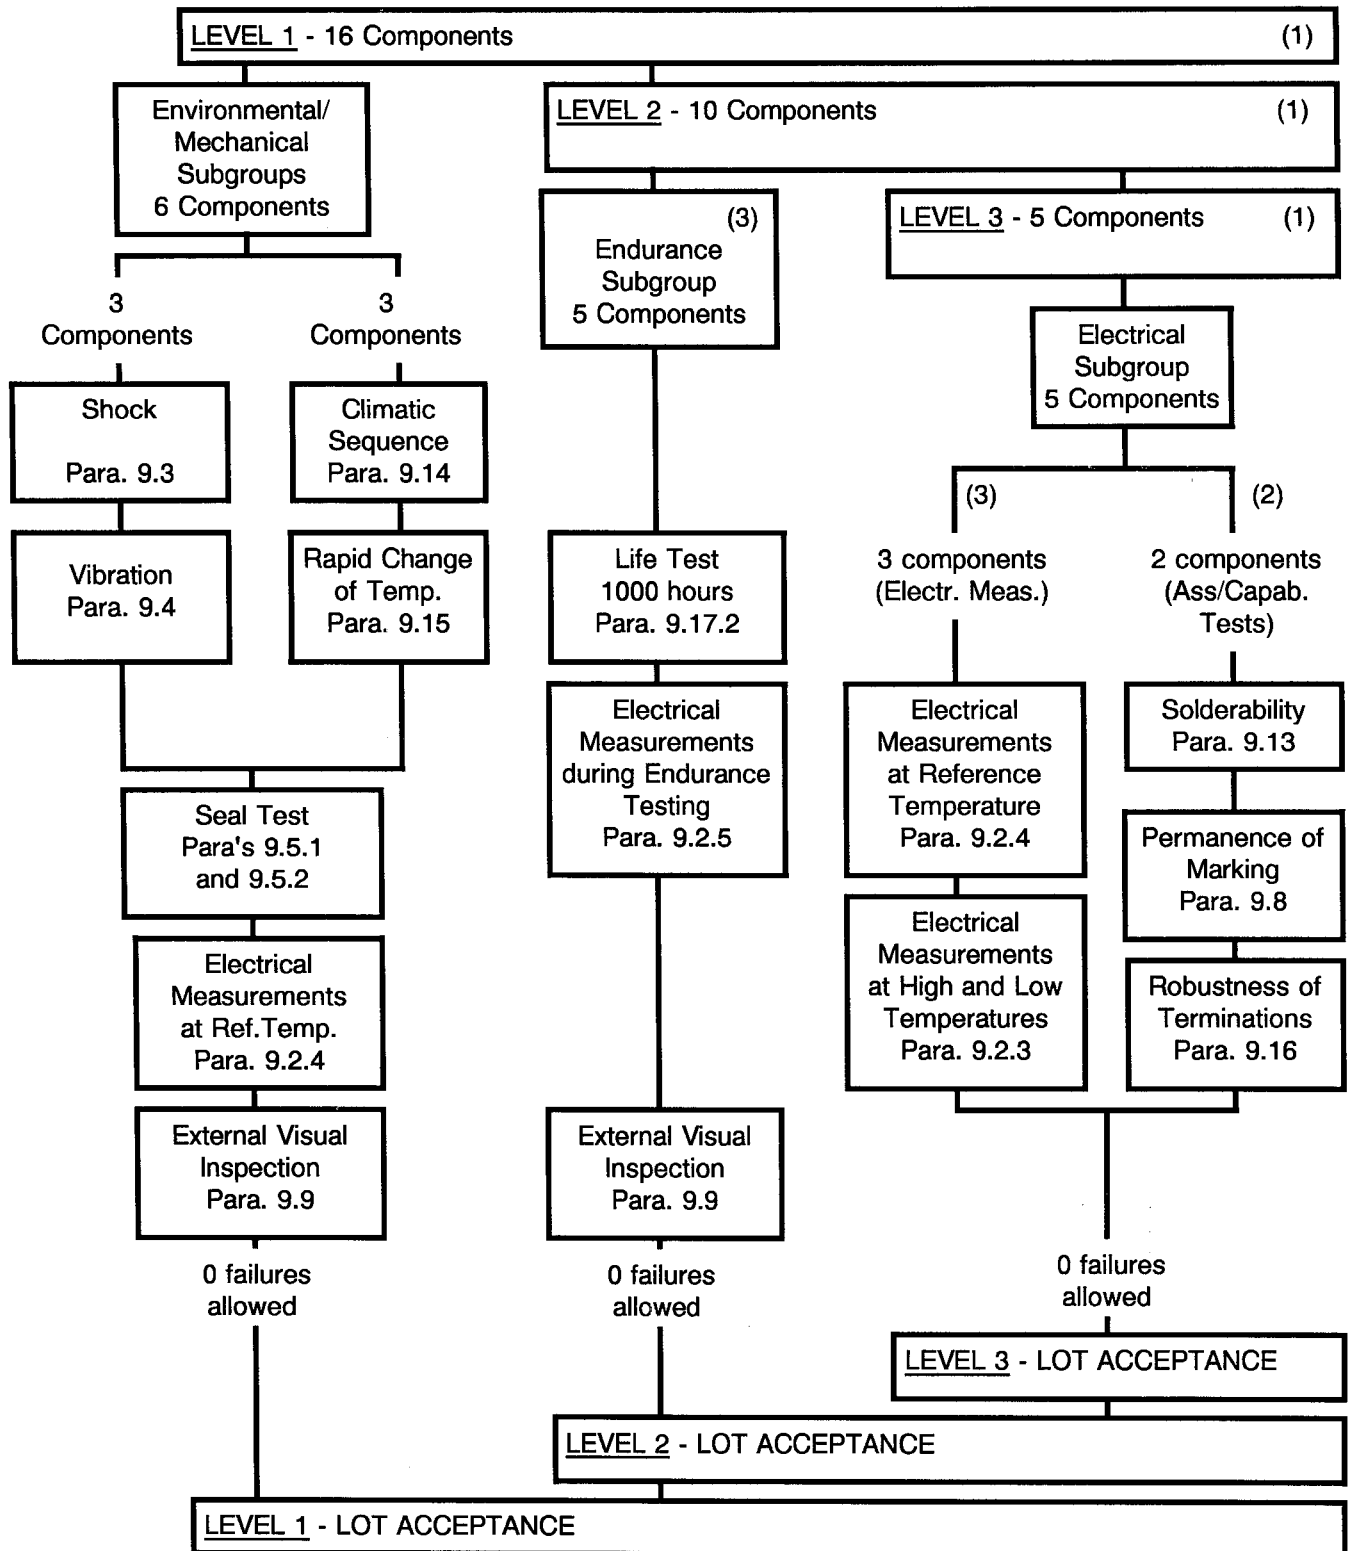 LEVEL 1 - 16 Components (1)
Environmental/
Mechanical
Subgroups
6 Components
LEVEL 2 - 10 Components (1)
(3)
Endurance
Subgroup
5 Components
LEVEL 3 - 5 Components (1)
Electrical
Subgroup
5 Components
3
Components
3
Components
Shock
Para. 9.3
Climatic
Sequence
Para. 9.14
(3)
(2)
Vibration
Para. 9.4
Rapid Change
of Temp.
Para. 9.15
Life Test
1000 hours
Para. 9.17.2
3 components
(Electr. Meas.)
2 components
(Ass/Capab.
Tests)
Electrical
Measurements
during Endurance
Testing
Para. 9.2.5
Electrical
Measurements
at Reference
Temperature
Para. 9.2.4
Solderability
Para. 9.13
Seal Test
Para's 9.5.1
and 9.5.2
Permanence of
Marking
Para. 9.8
Electrical
Measurements
at High and Low
Temperatures
Para. 9.2.3
Electrical
Measurements
at Ref.Temp.
Para. 9.2.4
Robustness of
Terminations
Para. 9.16
External Visual
Inspection
Para. 9.9
External Visual
Inspection
Para. 9.9
0 failures
allowed
0 failures
allowed
0 failures
allowed
LEVEL 3 - LOT ACCEPTANCE
LEVEL 2 - LOT ACCEPTANCE
LEVEL 1 - LOT ACCEPTANCE